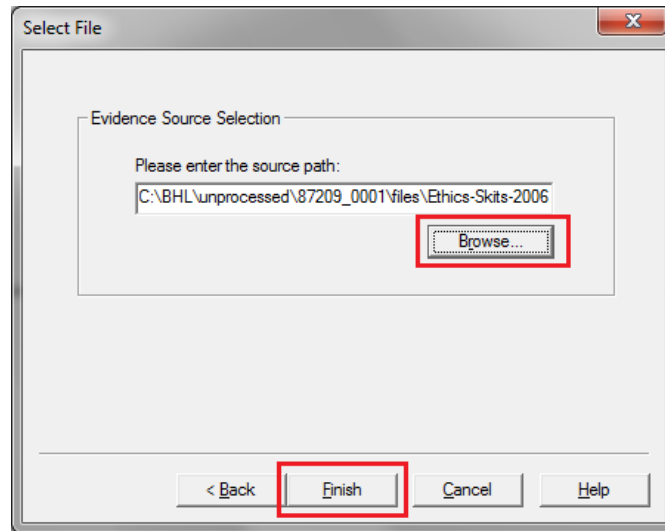 Select File
Evidence Source Selection
Please enter the source path:
C:\BHL\unprocessed\87209_0001\files\Ethics-Skits-2006
Browse...
< Back Finish Cancel Help